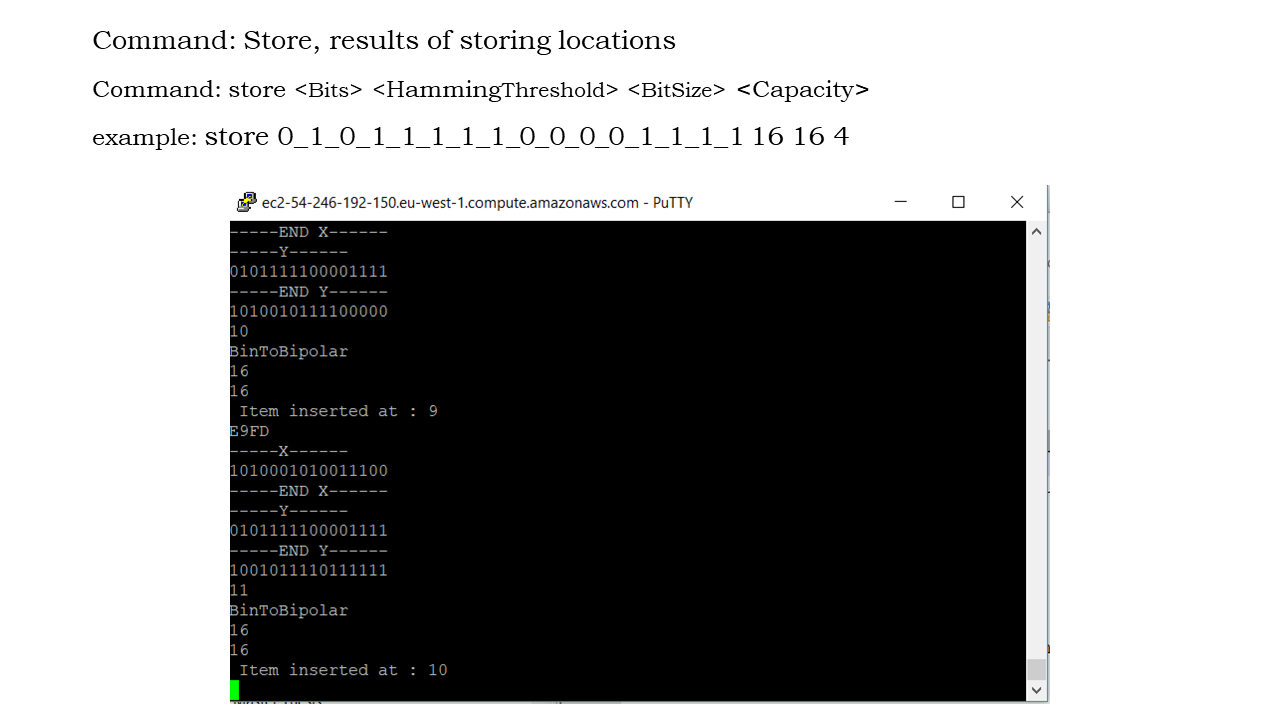 Command: Store, results of storing locations
Command: store <Bits> <HammingThreshold> <BitSize> <Capacity>
example: store 0_1_0_1_1_1_1_1_0_0_0_0_1_1_1_1 16 16 4
ec2-54-246-192-150.eu-west-1.compute.amazonaws.com - PuTTY
-----END X------
-----Y------
0101111100001111
-----END Y------
1010010111100000
10
BinToBipolar
16
16
Item inserted at : 9
E9FD
-----X------
1010001010011100
-----END X------
-----Y------
0101111100001111
-----END Y------
1001011110111111
11
BinToBipolar
16
16
Item inserted at : 10